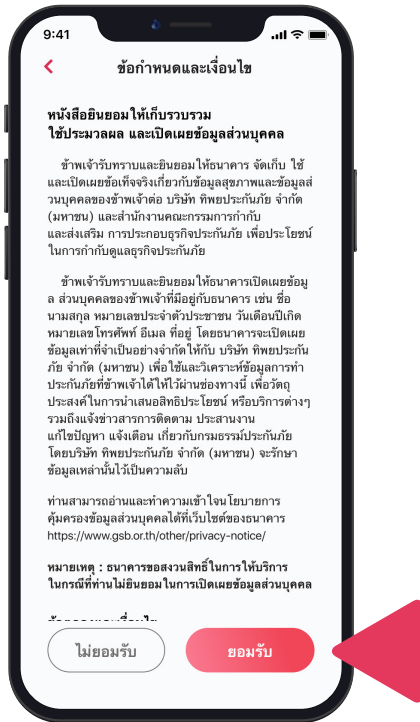 9:41
ข้อกำหนดและเงื่อนไข
หนังสือยินยอมให้เก็บรวบรวม
ใช้ประมวลผล และเปิดเผยข้อมูลส่วนบุคคล
ข้าพเจ้ารับทราบและยินยอมให้ธนาคาร จัดเก็บ ใช้
และเปิดเผยข้อเท็จจริงเกี่ยวกับข้อมูลสุขภาพและข้อมูลส่
วนบุคคลของข้าพเจ้าต่อ บริษัท ทิพยประกันภัย จำกัด
(มหาชน) และสำนักงานคณะกรรมการกำกับ
และส่งเสริม การประกอบธุรกิจประกันภัย เพื่อประโยชน์
ในการกำกับดูแลธุรกิจประกันภัย
ข้าพเจ้ารับทราบและยินยอมให้ธนาคารเปิดเผยข้อมู
ล ส่วนบุคคลของข้าพเจ้าที่มีอยู่กับธนาคาร เช่น ชื่อ
นามสกุล หมายเลขประจำตัวประชาชน วันเดือนปีเกิด
หมายเลขโทรศัพท์ อีเมล ที่อยู่ โดยธนาคารจะเปิดเผย
ข้อมูลเท่าที่จำเป็นอย่างจำกัดให้กับ บริษัท ทิพยประกัน
ภัย จำกัด (มหาชน) เพื่อใช้และวิเคราะห์ข้อมูลการทำ
ประกันภัยที่ข้าพเจ้าได้ให้ไว้ผ่านช่องทางนี้ เพื่อวัตถุ
ประสงค์ในการนำเสนอสิทธิประโยชน์ หรือบริการต่างๆ
รวมถึงแจ้งข่าวสารการติดตาม ประสานงาน
แก้ไขปัญหา แจ้งเตือน เกี่ยวกับกรมธรรม์ประกันภัย
โดยบริษัท ทิพยประกันภัย จำกัด (มหาชน) จะรักษา
ข้อมูลเหล่านั้นไว้เป็นความลับ
ท่านสามารถอ่านและทำความเข้าใจนโยบายการ
คุ้มครองข้อมูลส่วนบุคคลได้ที่เว็บไซต์ของธนาคาร
https://www.gsb.or.th/other/privacy-notice/
หมายเหตุ : ธนาคารขอสงวนสิทธิ์ในการให้บริการ
ในกรณีที่ท่านไม่ยินยอมในการเปิดเผยข้อมูลส่วนบุคคล
ไม่ยอมรับ
ยอมรับ